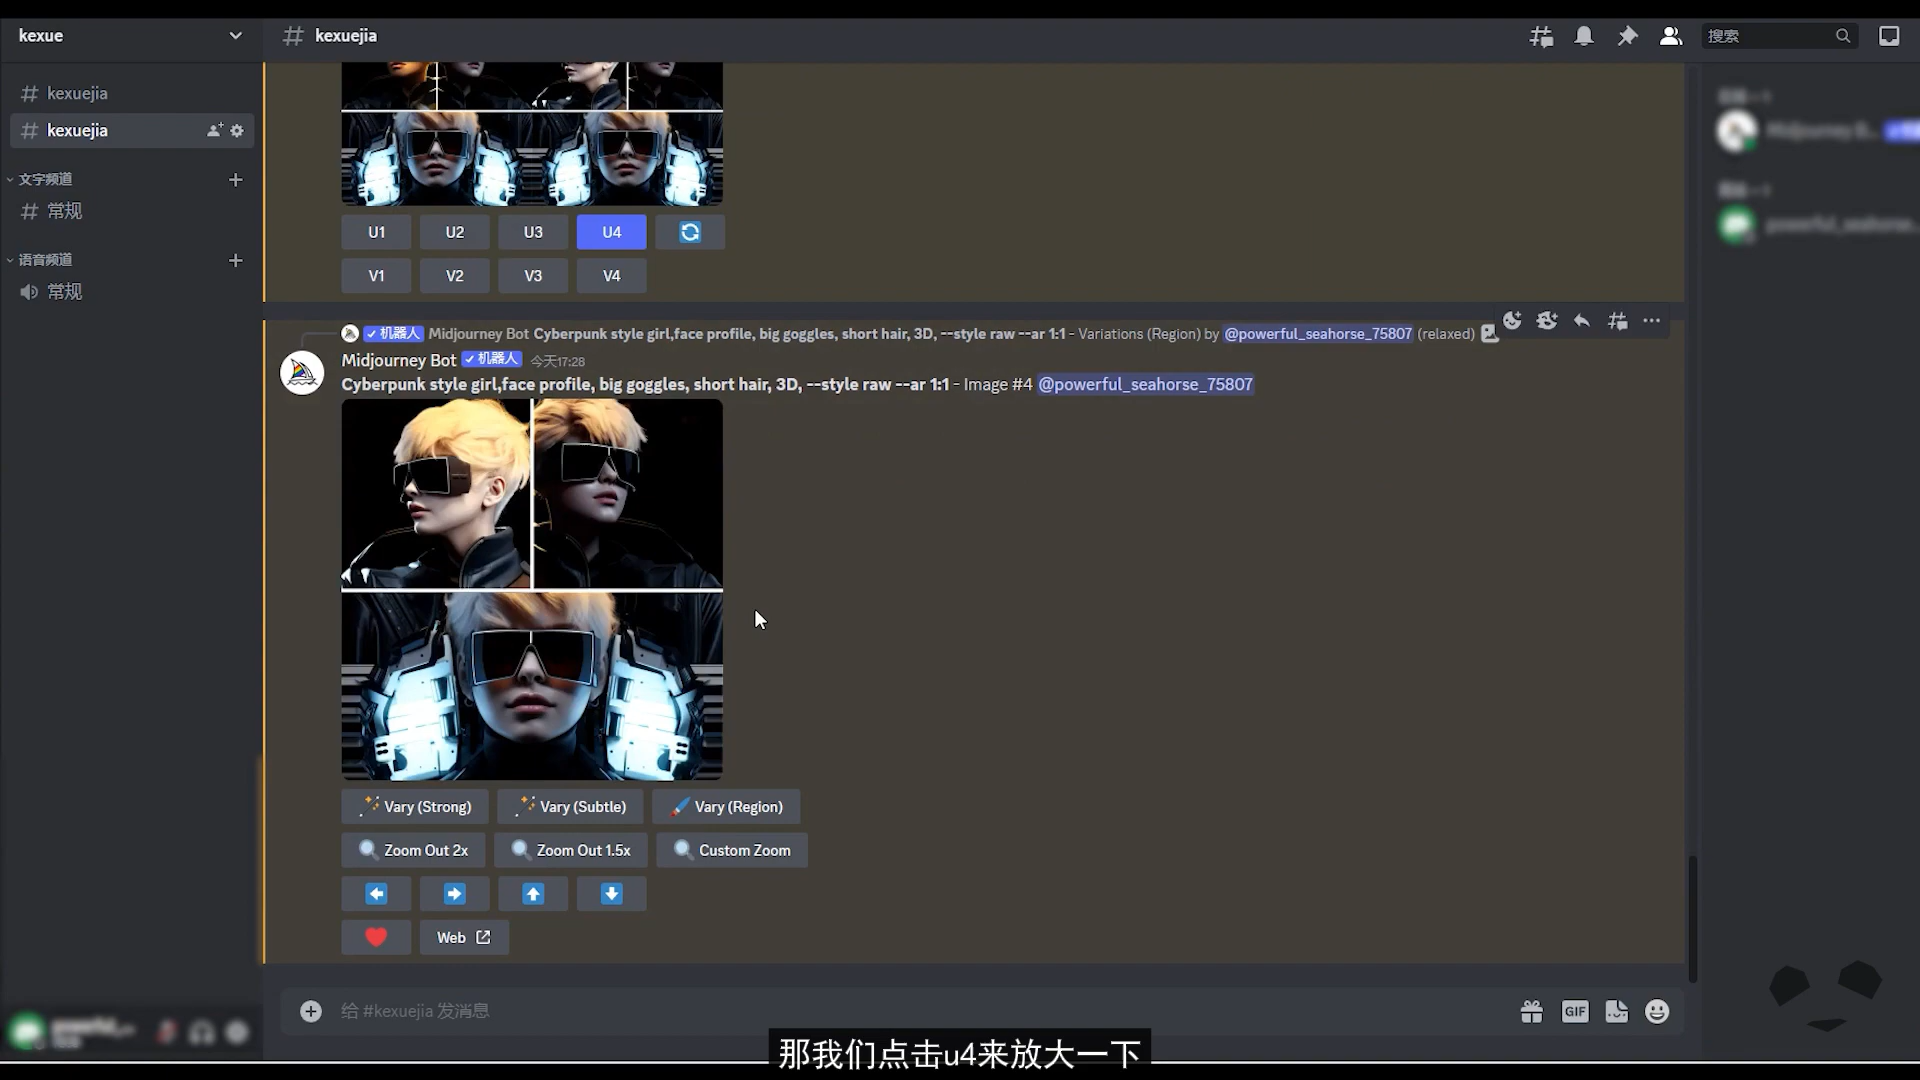 kexue
kexuejia
搜索
kexuejia
kexuejia
文字频道
常规
语音频道
常规
U1 U2 U3 U4
V1 V2 V3 V4
机器人 Midjourney Bot Cyberpunk style girl,face profile, big goggles, short hair, 3D, --style raw --ar 1:1 - Variations (Region) by @powerful_seahorse_75807 (relaxed)
Midjourney Bot 机器人 今天17:28
Cyberpunk style girl,face profile, big goggles, short hair, 3D, --style raw --ar 1:1 - Image #4 @powerful_seahorse_75807
Vary (Strong) Vary (Subtle) Vary (Region)
Zoom Out 2x Zoom Out 1.5x Custom Zoom
Web
给 #kexuejia 发消息
GIF
那我们点击u4来放大一下